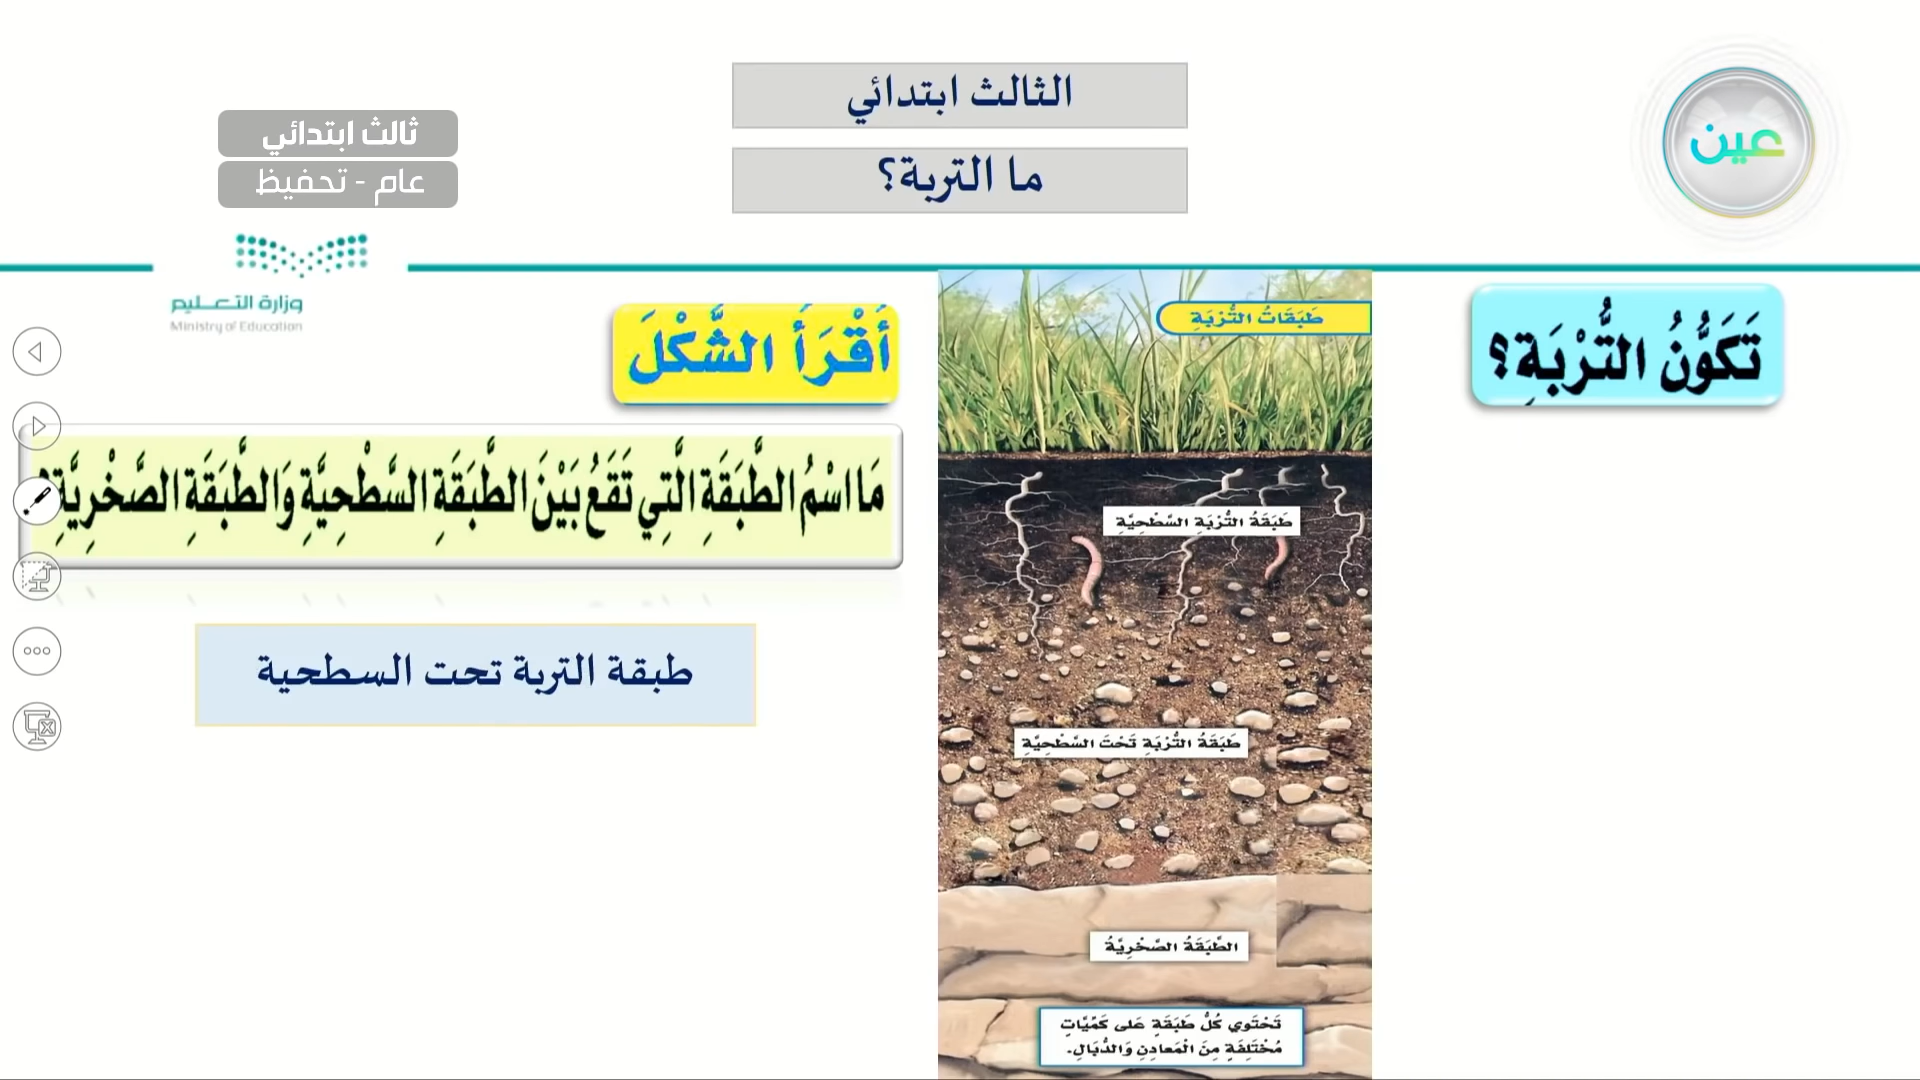 الثالث ابتدائي
ما التربة؟
عين
ثالث ابتدائي
عام - تحفيظ
وزارة التعليم
Ministry of Education
تَكَوُّنُ التُّرْبَةِ؟
أَقْرَأَ الشَّكْلَ
مَا اسْمُ الطَّبَقَةِ الَّتِي تَقَعُ بَيْنَ الطَّبَقَةِ السَّطْحِيَّةِ وَالطَّبَقَةِ الصَّخْرِيَّةِ؟
طبقة التربة تحت السطحية
طَبَقَاتُ التُّرْبَةِ
طَبَقَةُ التُّرْبَةِ السَّطْحِيَّةِ
طَبَقَةُ التُّرْبَةِ تَحْتَ السَّطْحِيَّةِ
الطَّبَقَةُ الصَّخْرِيَّةُ
تَحْتَوِي كُلُّ طَبَقَةٍ عَلَى كَمِّيَّاتٍ
مُخْتَلِفَةٍ مِنَ الْمَعَادِنِ وَالدُّبَالِ.